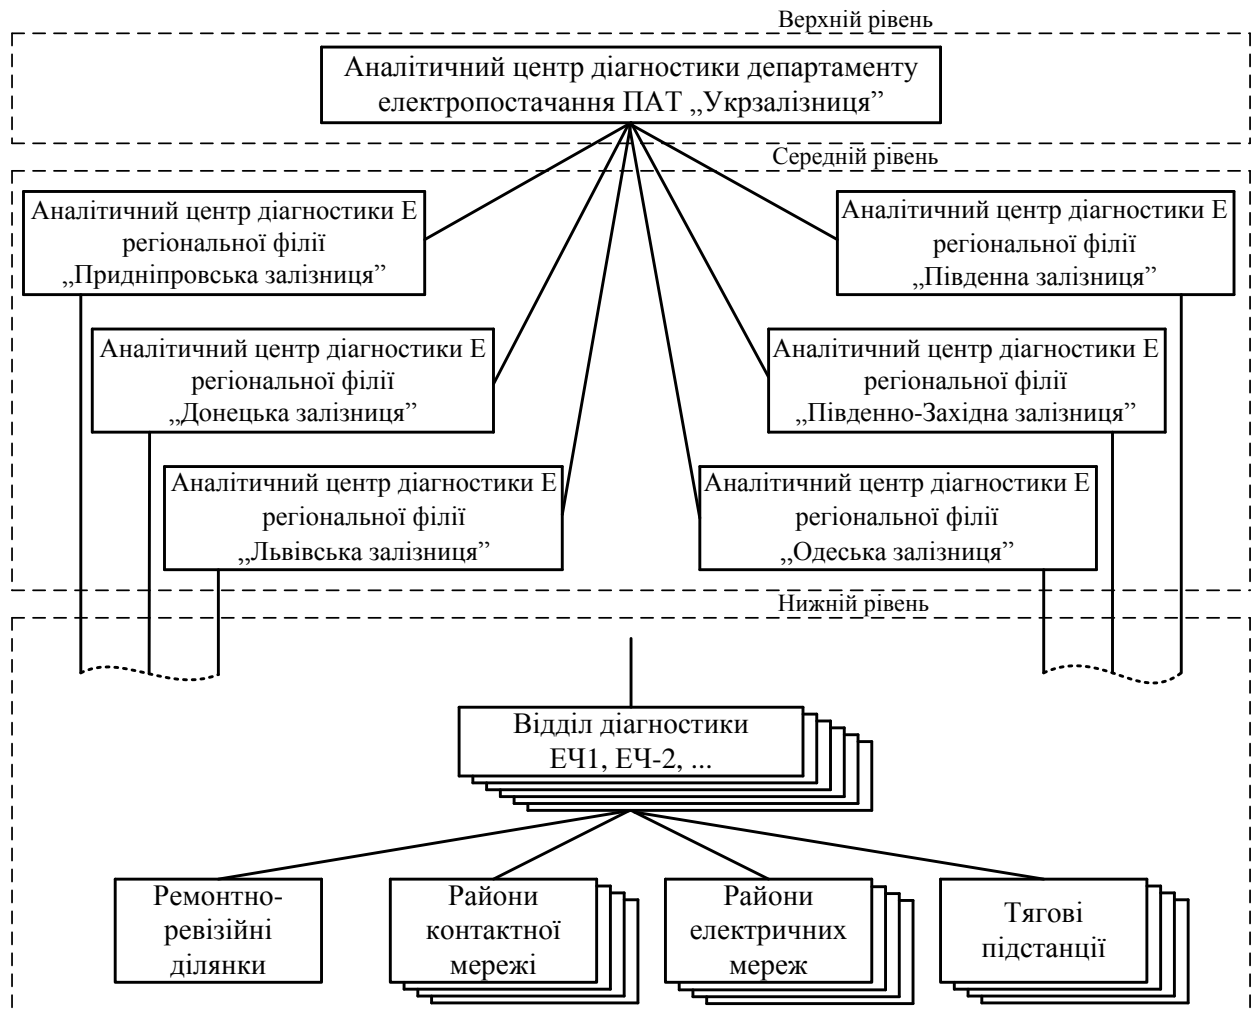 Верхній рівень
Аналітичний центр діагностики департаменту
електропостачання ПАТ „Укрзалізниця”
Середній рівень
Аналітичний центр діагностики Е
регіональної філії
„Придніпровська залізниця”
Аналітичний центр діагностики Е
регіональної філії
„Південна залізниця”
Аналітичний центр діагностики Е
регіональної філії
„Донецька залізниця”
Аналітичний центр діагностики Е
регіональної філії
„Південно-Західна залізниця”
Аналітичний центр діагностики Е
регіональної філії
„Львівська залізниця”
Аналітичний центр діагностики Е
регіональної філії
„Одеська залізниця”
Нижній рівень
Відділ діагностики
ЕЧ1, ЕЧ-2, ...
Ремонтно-
ревізійні
ділянки
Райони
контактної
мережі
Райони
електричних
мереж
Тягові
підстанції